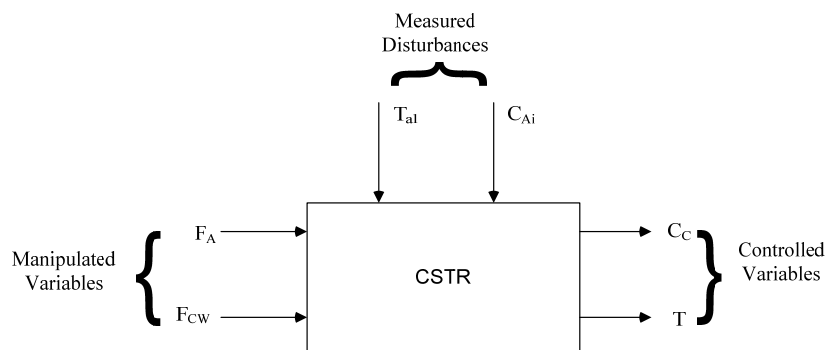 Measured
Disturbances
Tal
CAi
FA
CC
Manipulated
Variables
CSTR
Controlled
Variables
FCW
T